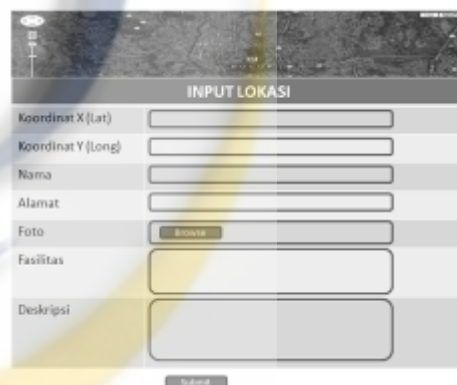 INPUT LOKASI
Koordinat X (Lat)
Koordinat Y (Long)
Nama
Alamat
Foto
Browse
Fasilitas
Deskripsi
Submit